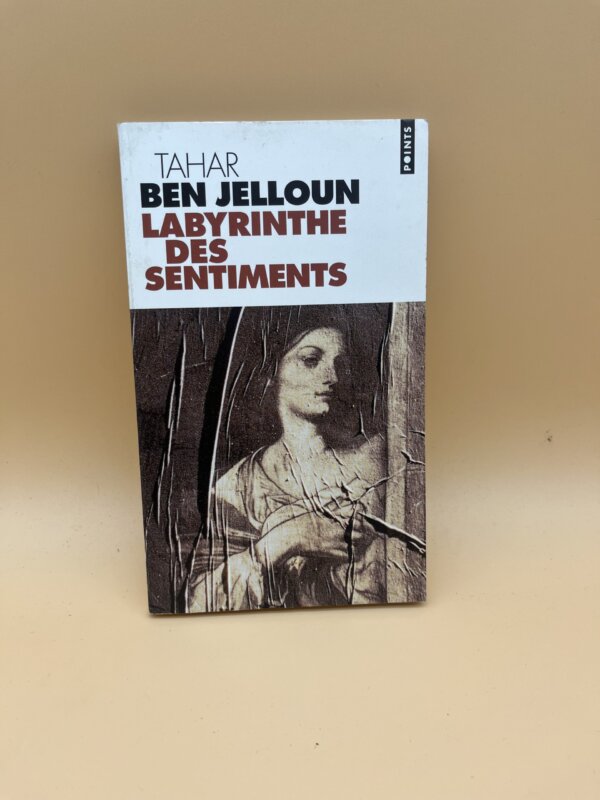 POINTS
TAHAR
BEN JELLOUN
LABYRINTHE
DES
SENTIMENTS